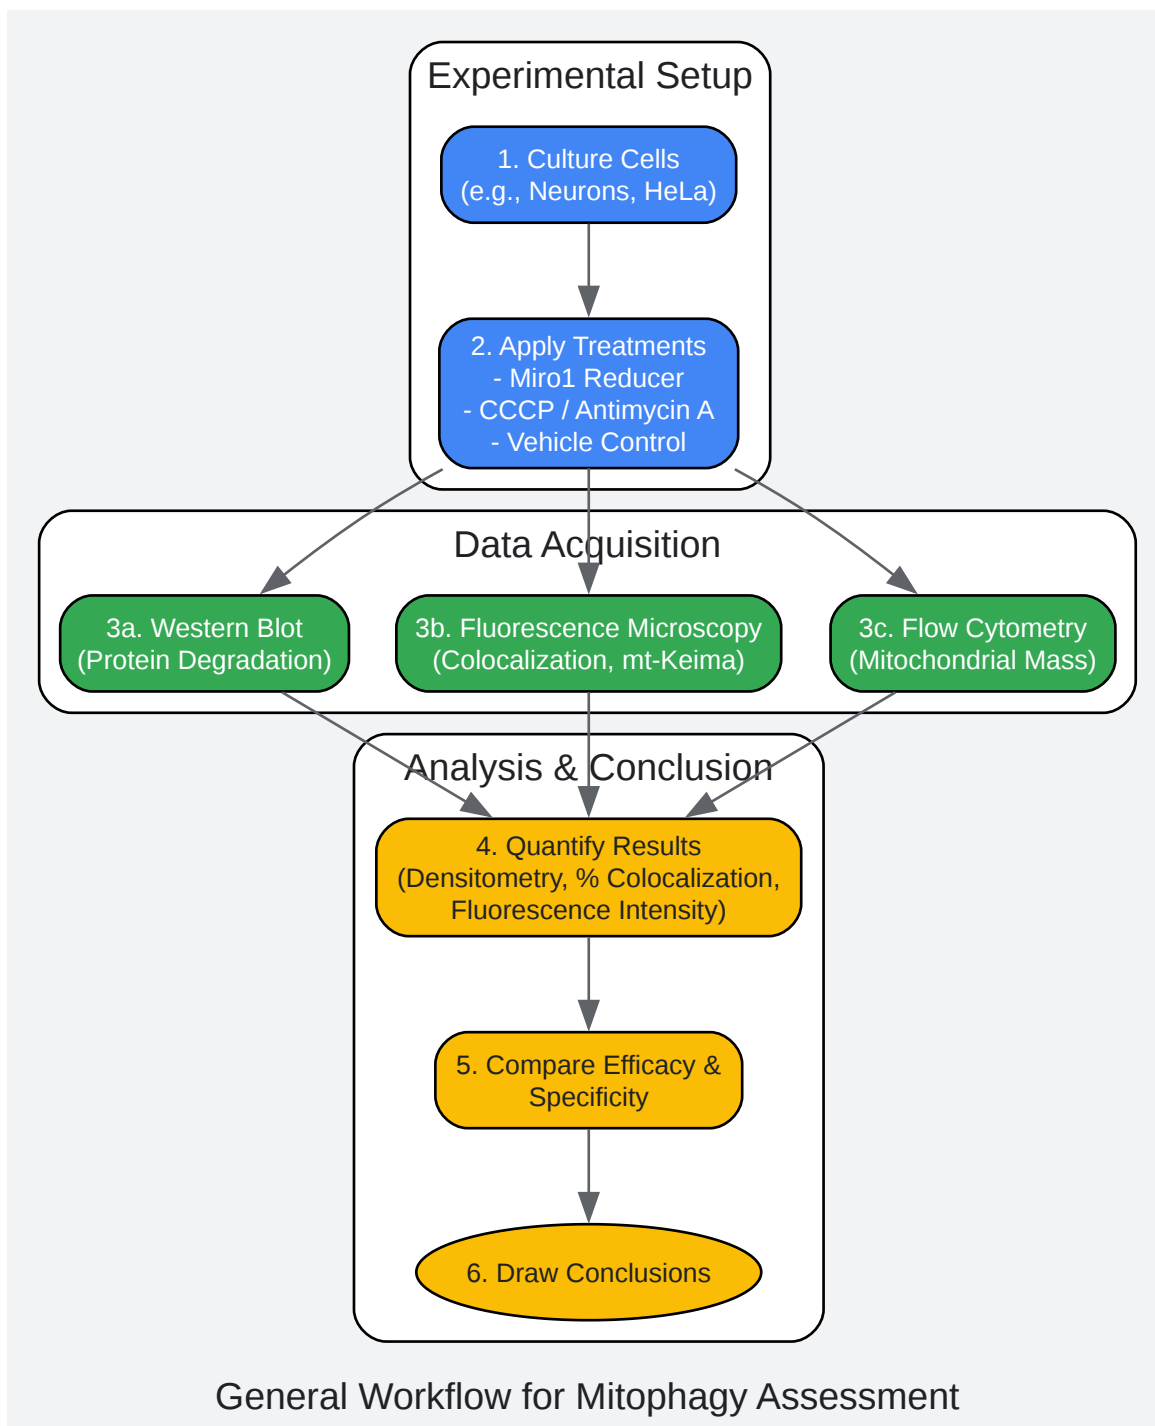 Experimental Setup
1. Culture Cells
(e.g., Neurons, HeLa)
2. Apply Treatments
- Miro1 Reducer
- CCCP / Antimycin A
- Vehicle Control
Data Acquisition
3a. Western Blot
(Protein Degradation)
3b. Fluorescence Microscopy
(Colocalization, mt-Keima)
3c. Flow Cytometry
(Mitochondrial Mass)
Analysis & Conclusion
4. Quantify Results
(Densitometry, % Colocalization,
Fluorescence Intensity)
5. Compare Efficacy &
Specificity
6. Draw Conclusions
General Workflow for Mitophagy Assessment